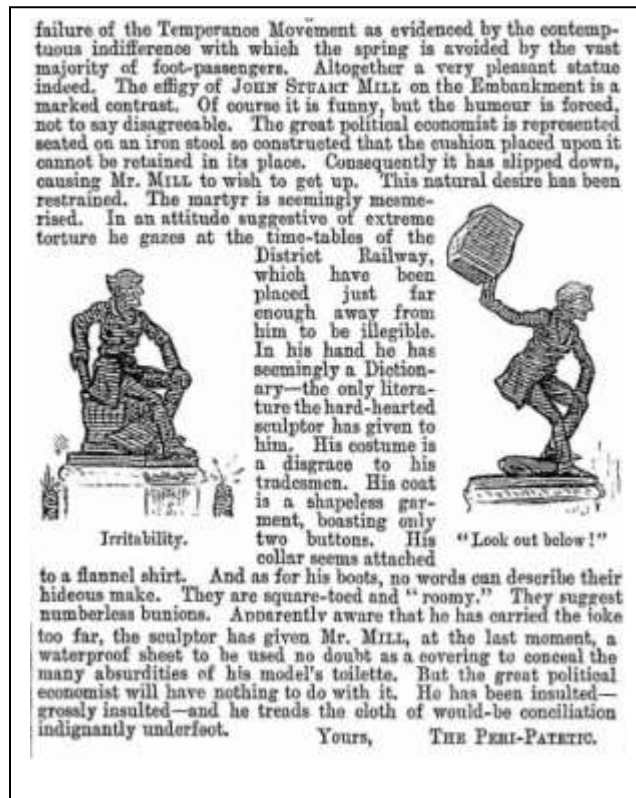 failure of the Temperance Movement as evidenced by the contemp-
tuous indifference with which the spring is avoided by the vast
majority of foot-passengers. Altogether a very pleasant statue
indeed. The effigy of JOHN STUART MILL on the Embankment is a
marked contrast. Of course it is funny, but the humour is forced,
not to say disagreeable. The great political economist is represented
seated on an iron stool so constructed that the cushion placed upon it
cannot be retained in its place. Consequently it has slipped down,
causing Mr. MILL to wish to get up. This natural desire has been
restrained. The martyr is seemingly mesme-
rised. In an attitude suggestive of extreme
torture he gazes at the time-tables of the
District Railway,
which have been
placed just far
enough away from
him to be illegible.
In his hand he has
seemingly a Diction-
ary—the only litera-
ture the hard-hearted
sculptor has given to
him. His costume is
a disgrace to his
tradesmen. His coat
is a shapeless gar-
ment, boasting only
two buttons. His
collar seems attached
Irritability.
"Look out below!"
to a flannel shirt. And as for his boots, no words can describe their
hideous make. They are square-toed and "roomy." They suggest
numberless bunions. Apparently aware that he has carried the joke
too far, the sculptor has given Mr. MILL, at the last moment, a
waterproof sheet to be used no doubt as a covering to conceal the
many absurdities of his model's toilette. But the great political
economist will have nothing to do with it. He has been insulted—
grossly insulted—and he treads the cloth of would-be conciliation
indignantly underfoot.
Yours, THE PERI-PATETIC.